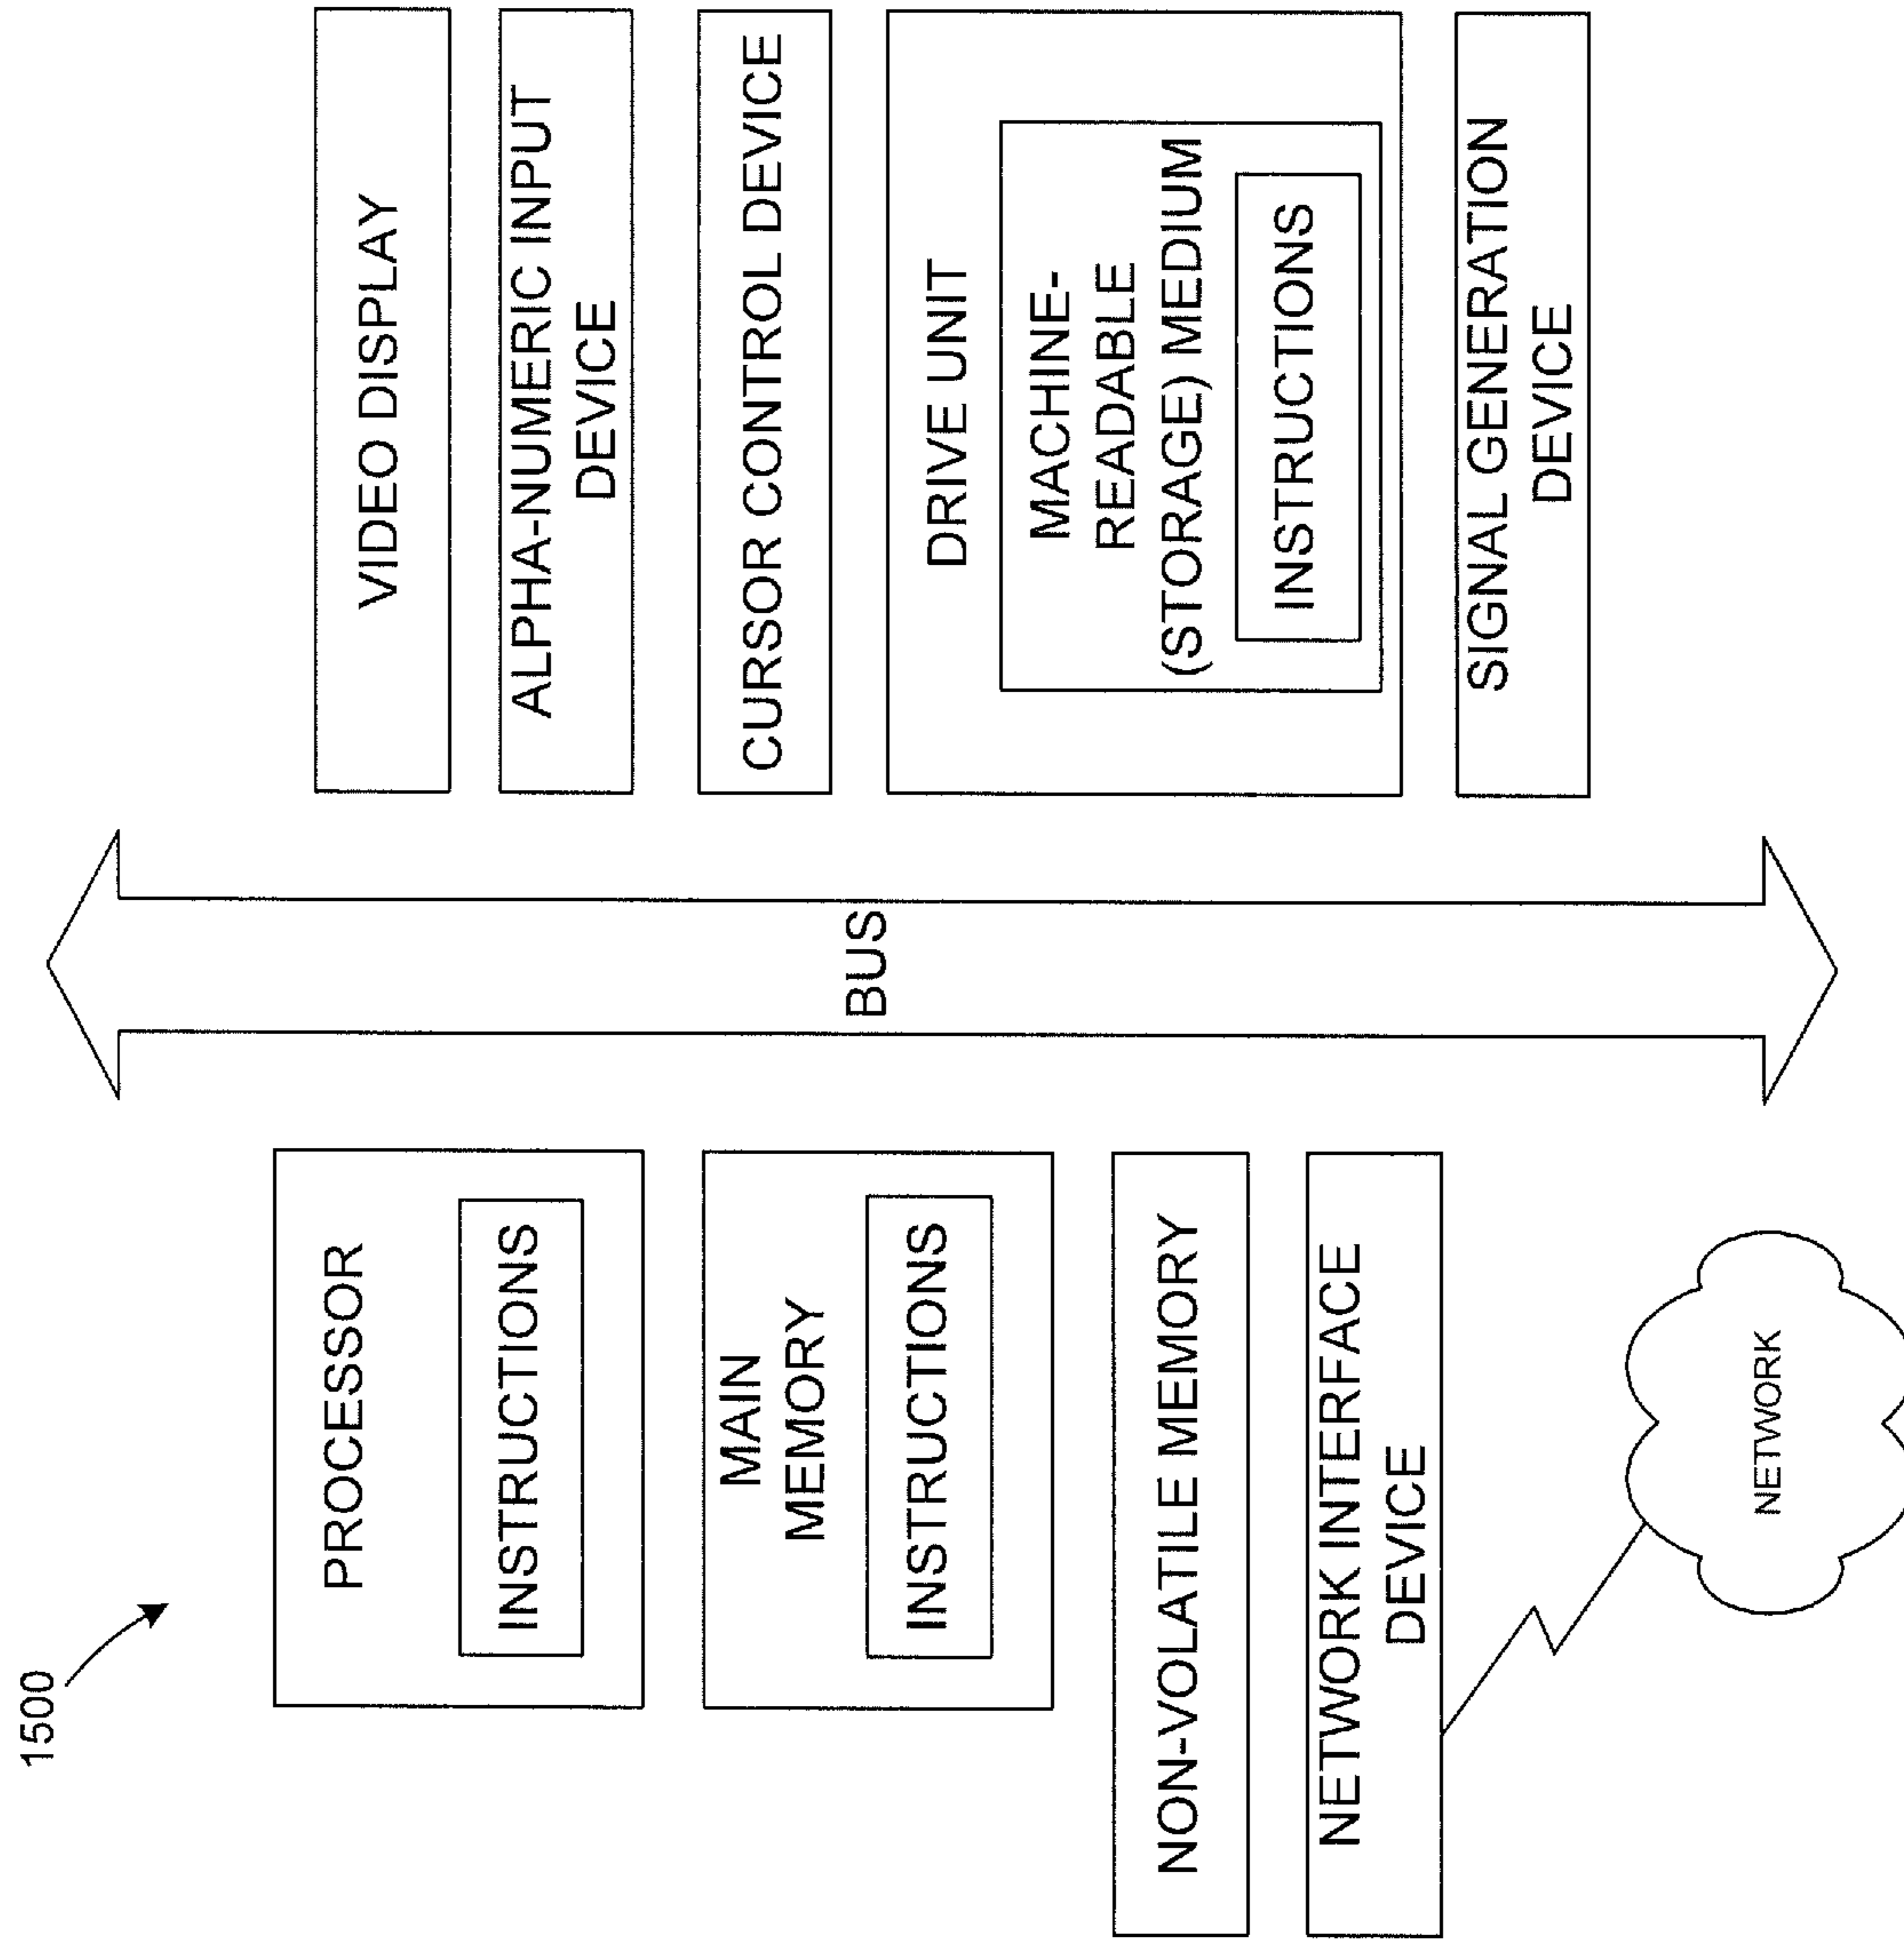 1500
PROCESSOR
INSTRUCTIONS
MAIN
MEMORY
INSTRUCTIONS
NON-VOLATILE MEMORY
NETWORK INTERFACE
DEVICE
NETWORK
BUS
VIDEO DISPLAY
ALPHA-NUMERIC INPUT
DEVICE
CURSOR CONTROL DEVICE
DRIVE UNIT
MACHINE-
READABLE
(STORAGE) MEDIUM
INSTRUCTIONS
SIGNAL GENERATION
DEVICE